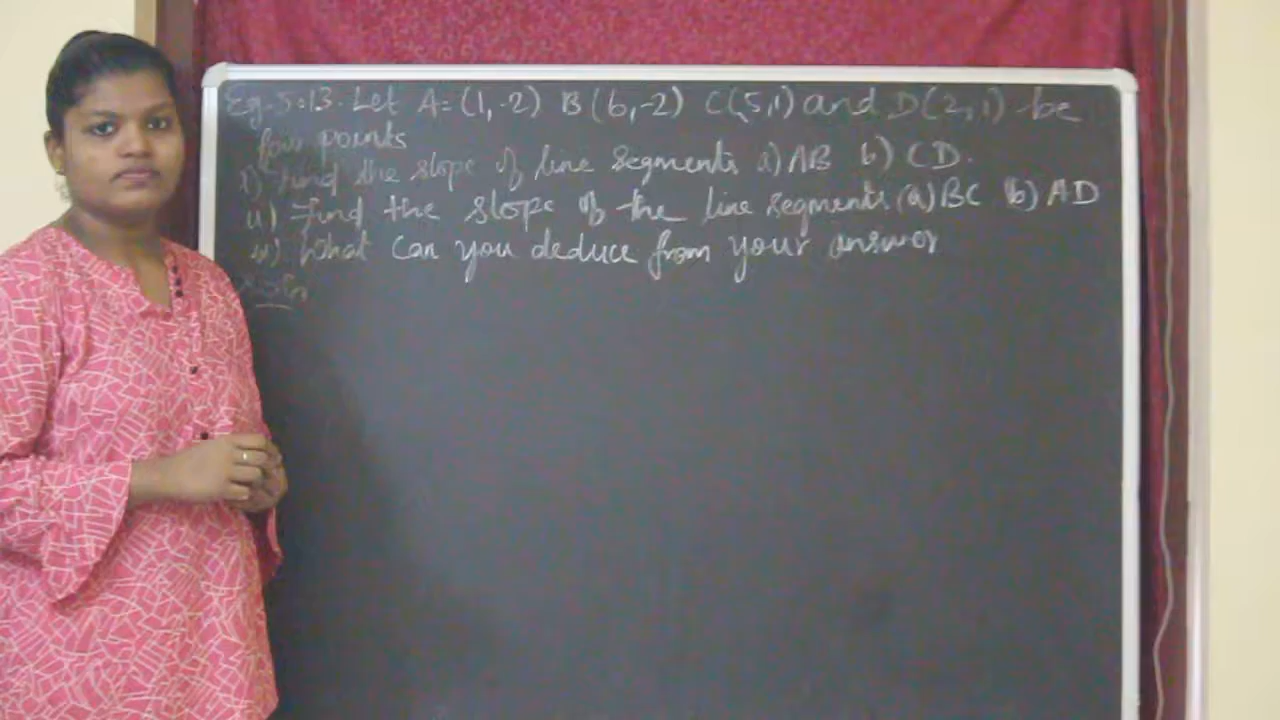 Eg-5.13. Let A=(1,-2) B(6,-2) C(5,1) and D(2,1) be
four points
i) Find the slope of line segments a) AB b) CD.
ii) Find the slope of the line segments (a) BC b) AD
iii) What can you deduce from your answer
Soln